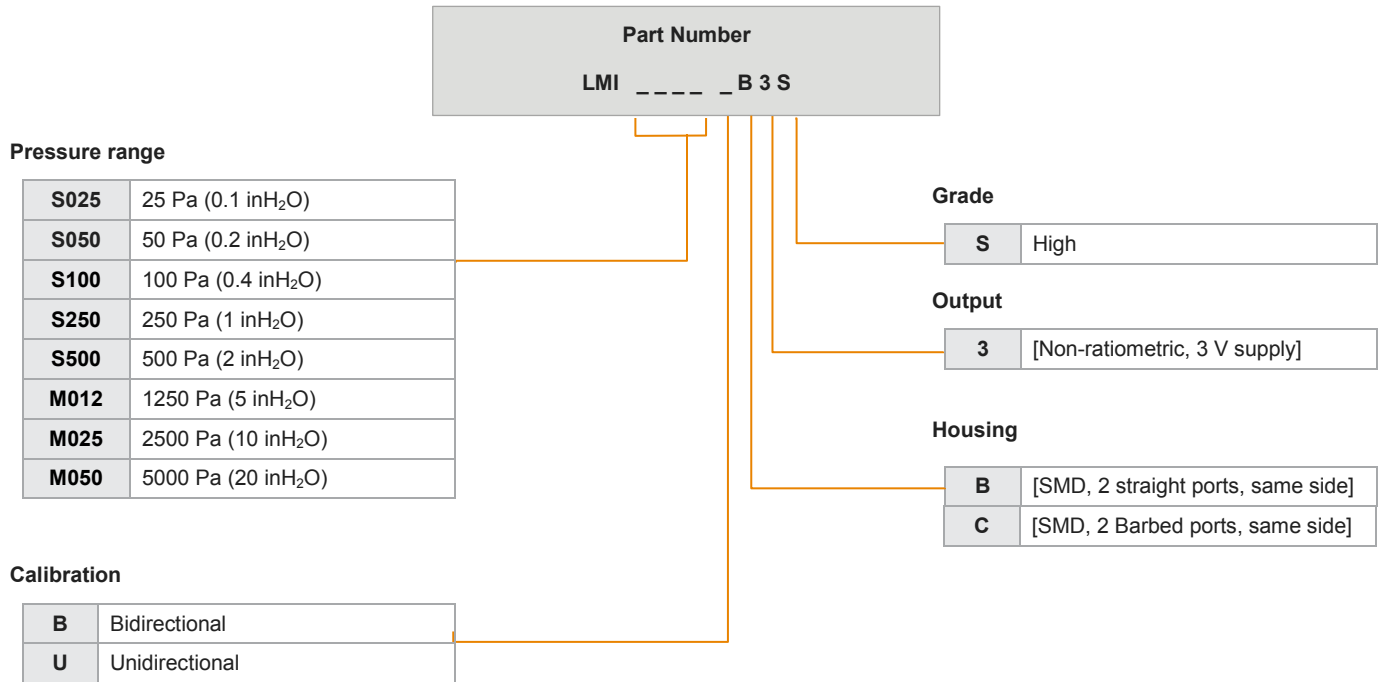 Part Number
LMI _ _ _ _ _ B 3 S
Pressure range
S025 25 Pa (0.1 inH₂O)
S050 50 Pa (0.2 inH₂O)
S100 100 Pa (0.4 inH₂O)
S250 250 Pa (1 inH₂O)
S500 500 Pa (2 inH₂O)
M012 1250 Pa (5 inH₂O)
M025 2500 Pa (10 inH₂O)
M050 5000 Pa (20 inH₂O)
Calibration
B Bidirectional
U Unidirectional
Grade
S High
Output
3 [Non-ratiometric, 3 V supply]
Housing
B [SMD, 2 straight ports, same side]
C [SMD, 2 Barbed ports, same side]